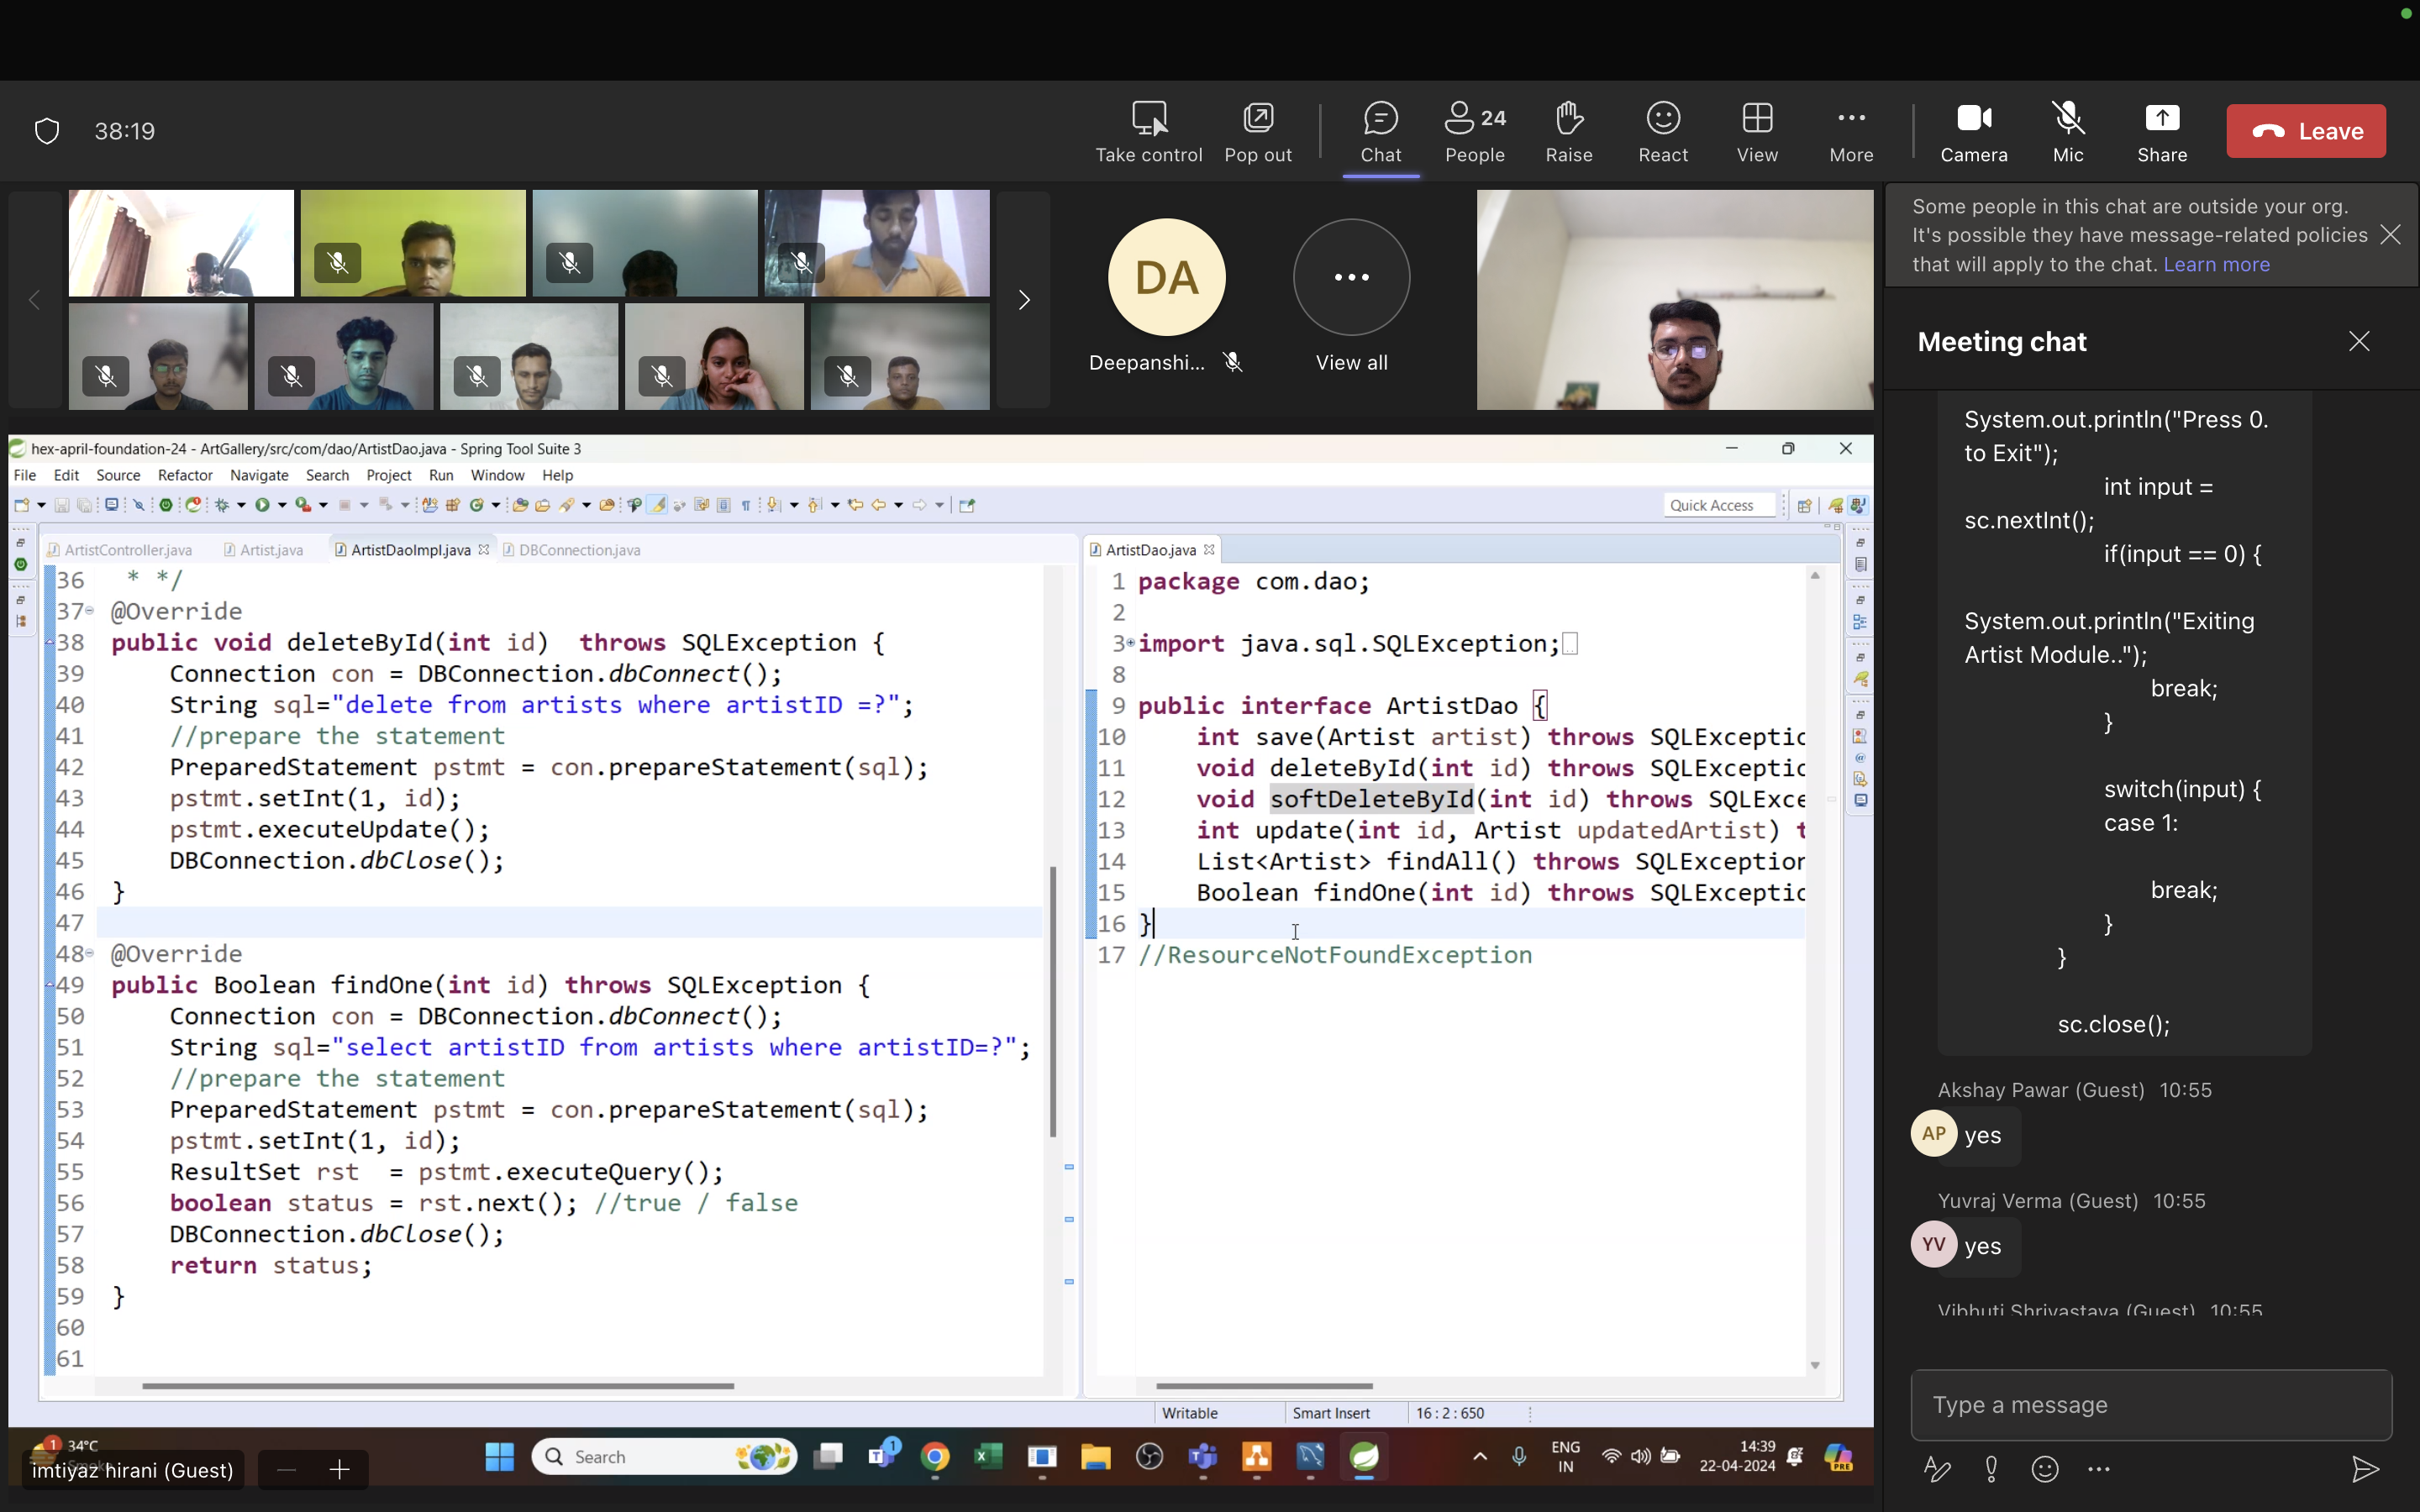 38:19
Take control
Pop out
Chat
24
People
Raise
React
View
More
Camera
Mic
Share
Leave
DA
Deepanshi...
View all
Some people in this chat are outside your org.
It's possible they have message-related policies
that will apply to the chat. Learn more
Meeting chat
System.out.println("Press 0.
to Exit");
int input =
sc.nextInt();
if(input == 0) {
System.out.println("Exiting
Artist Module..");
break;
}
switch(input) {
case 1:
break;
}
}
sc.close();
Akshay Pawar (Guest) 10:55
AP
yes
Yuvraj Verma (Guest) 10:55
YV
yes
Vibhuti Shrivastava (Guest) 10:55
Type a message
hex-april-foundation-24 - ArtGallery/src/com/dao/ArtistDao.java - Spring Tool Suite 3
File Edit Source Refactor Navigate Search Project Run Window Help
Quick Access
ArtistController.java Artist.java ArtistDaoImpl.java DBConnection.java
36 * */
37 @Override
38 public void deleteById(int id)  throws SQLException {
39 Connection con = DBConnection.dbConnect();
40 String sql="delete from artists where artistID =?";
41 //prepare the statement
42 PreparedStatement pstmt = con.prepareStatement(sql);
43 pstmt.setInt(1, id);
44 pstmt.executeUpdate();
45 DBConnection.dbClose();
46 }
47
48 @Override
49 public Boolean findOne(int id) throws SQLException {
50 Connection con = DBConnection.dbConnect();
51 String sql="select artistID from artists where artistID=?";
52 //prepare the statement
53 PreparedStatement pstmt = con.prepareStatement(sql);
54 pstmt.setInt(1, id);
55 ResultSet rst  = pstmt.executeQuery();
56 boolean status = rst.next(); //true / false
57 DBConnection.dbClose();
58 return status;
59 }
60
61
ArtistDao.java
1 package com.dao;
2
3 import java.sql.SQLException;
8
9 public interface ArtistDao {
10 int save(Artist artist) throws SQLExceptic
11 void deleteById(int id) throws SQLExceptic
12 void softDeleteById(int id) throws SQLExce
13 int update(int id, Artist updatedArtist) t
14 List<Artist> findAll() throws SQLException
15 Boolean findOne(int id) throws SQLExceptic
16 }
17 //ResourceNotFoundException
Writable
Smart Insert
16 : 2 : 650
1
34°C
imtiyaz hirani (Guest)
Search
1
ENG
IN
14:39
22-04-2024
PRE